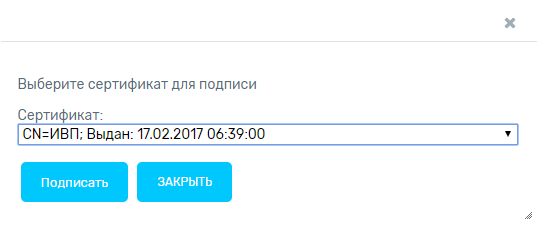 Выберите сертификат для подписи
Сертификат:
CN=ИВП; Выдан: 17.02.2017 06:39:00
Подписать ЗАКРЫТЬ